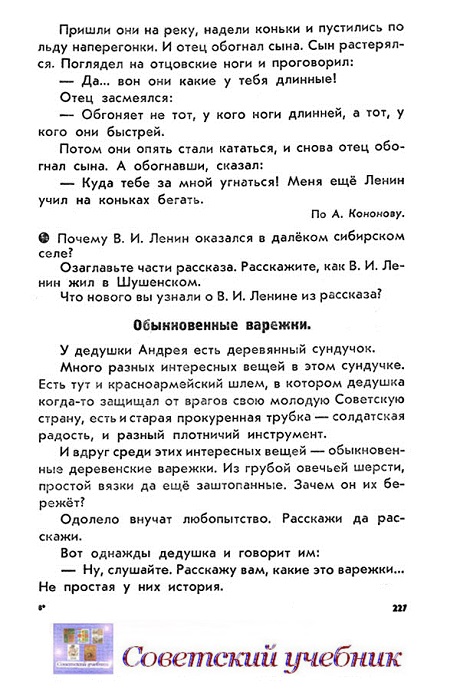 Пришли они на реку, надели коньки и пустились по
льду наперегонки. И отец обогнал сына. Сын растерял-
ся. Поглядел на отцовские ноги и проговорил:
— Да... вон они какие у тебя длинные!
Отец засмеялся:
— Обгоняет не тот, у кого ноги длинней, а тот, у
кого они быстрей.
Потом они опять стали кататься, и снова отец обо-
гнал сына. А обогнавши, сказал:
— Куда тебе за мной угнаться! Меня ещё Ленин
учил на коньках бегать.
По А. Кононову.
Почему В. И. Ленин оказался в далёком сибирском
селе?
Озаглавьте части рассказа. Расскажите, как В. И. Ле-
нин жил в Шушенском.
Что нового вы узнали о В. И. Ленине из рассказа?
Обыкновенные варежки.
У дедушки Андрея есть деревянный сундучок.
Много разных интересных вещей в этом сундучке.
Есть тут и красноармейский шлем, в котором дедушка
когда-то защищал от врагов свою молодую Советскую
страну, есть и старая прокуренная трубка — солдатская
радость, и разный плотничий инструмент.
И вдруг среди этих интересных вещей — обыкновен-
ные деревенские варежки. Из грубой овечьей шерсти,
простой вязки да ещё заштопанные. Зачем он их бе-
режёт?
Одолело внучат любопытство. Расскажи да рас-
скажи.
Вот однажды дедушка и говорит им:
— Ну, слушайте. Расскажу вам, какие это варежки...
Не простая у них история.
8*
227
Советский учебник